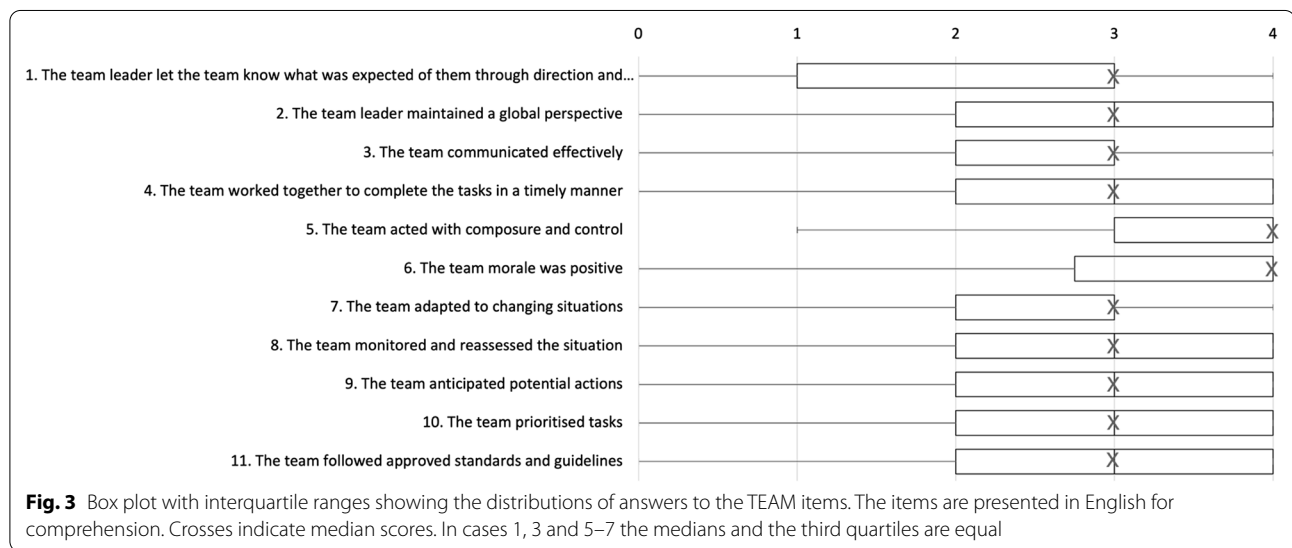 0 1 2 3 4
1. The team leader let the team know what was expected of them through direction and...
2. The team leader maintained a global perspective
3. The team communicated effectively
4. The team worked together to complete the tasks in a timely manner
5. The team acted with composure and control
6. The team morale was positive
7. The team adapted to changing situations
8. The team monitored and reassessed the situation
9. The team anticipated potential actions
10. The team prioritised tasks
11. The team followed approved standards and guidelines
Fig. 3 Box plot with interquartile ranges showing the distributions of answers to the TEAM items. The items are presented in English for
comprehension. Crosses indicate median scores. In cases 1, 3 and 5–7 the medians and the third quartiles are equal